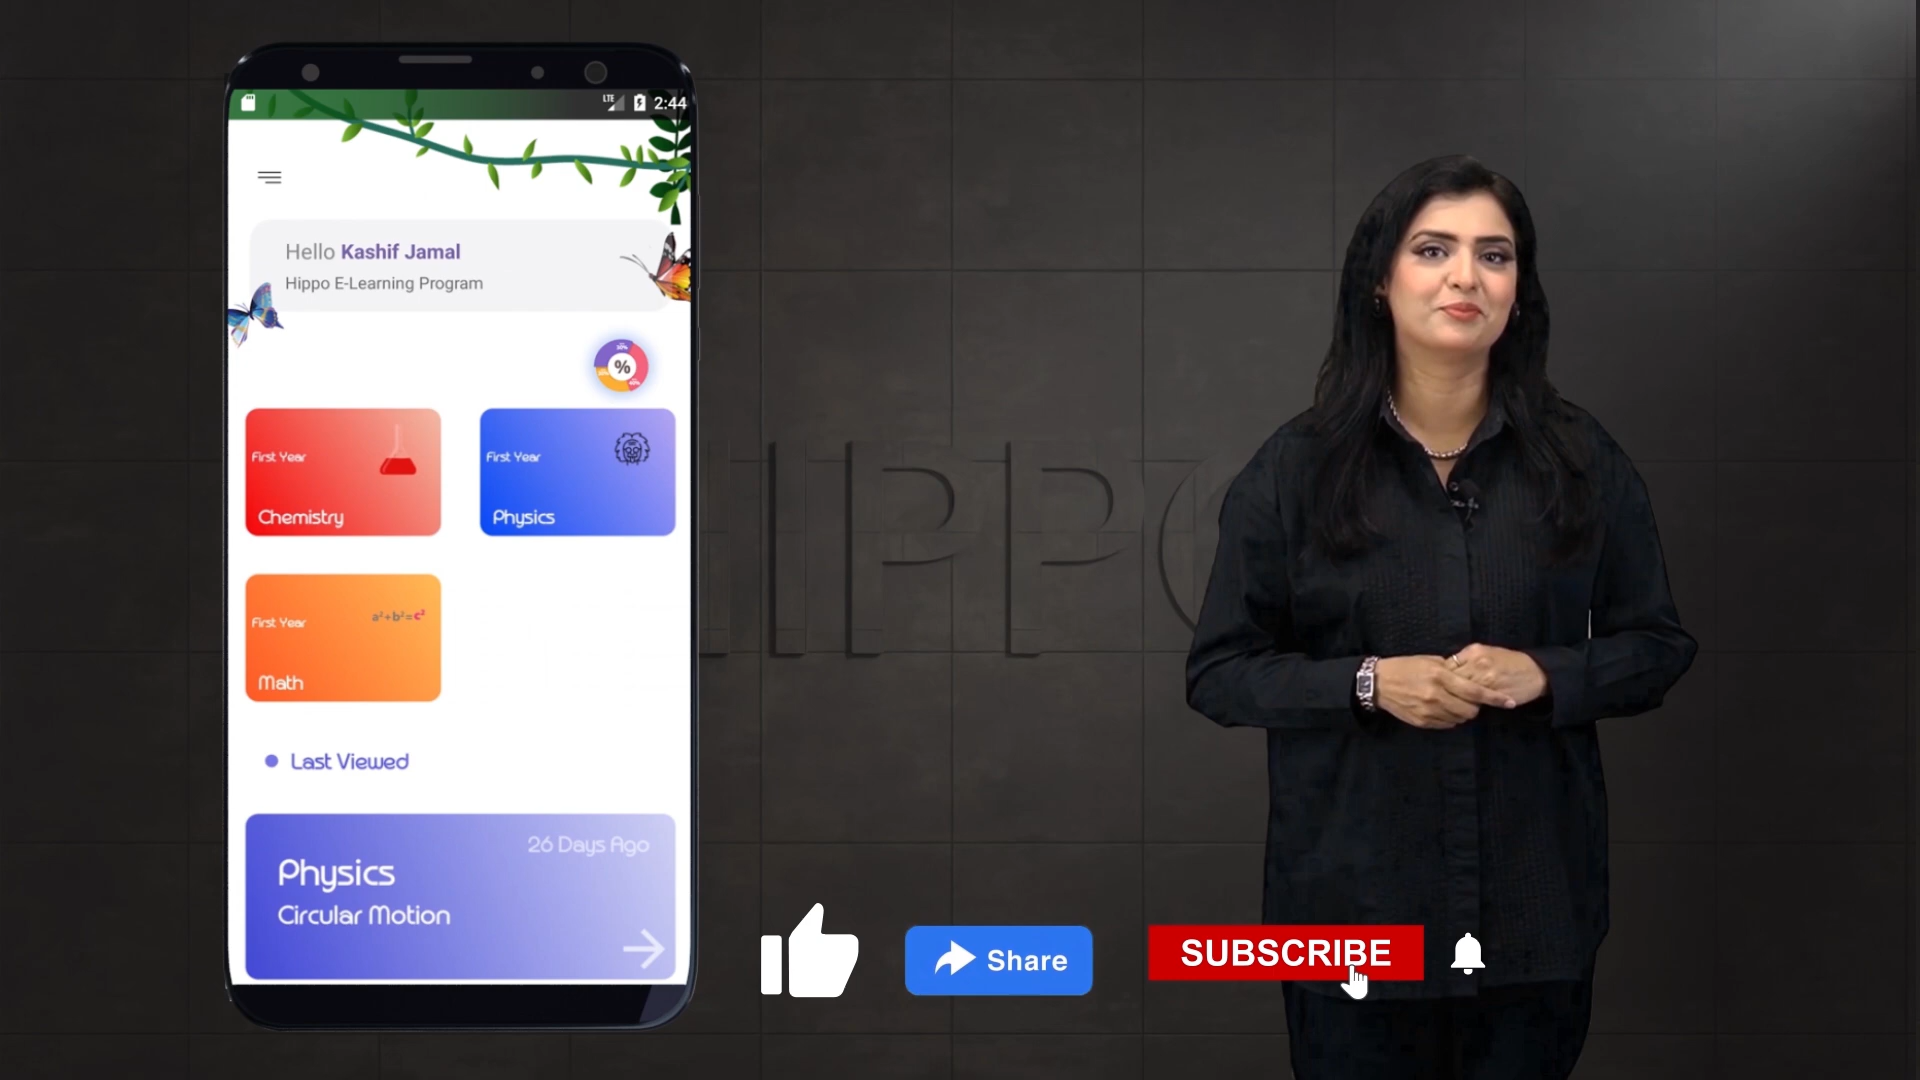 LTE 2:44
Hello Kashif Jamal
Hippo E-Learning Program
%
First Year
Chemistry
First Year
Physics
First Year
a²+b²=c²
Math
Last Viewed
26 Days Ago
Physics
Circular Motion
HIPPO
Share
SUBSCRIBE